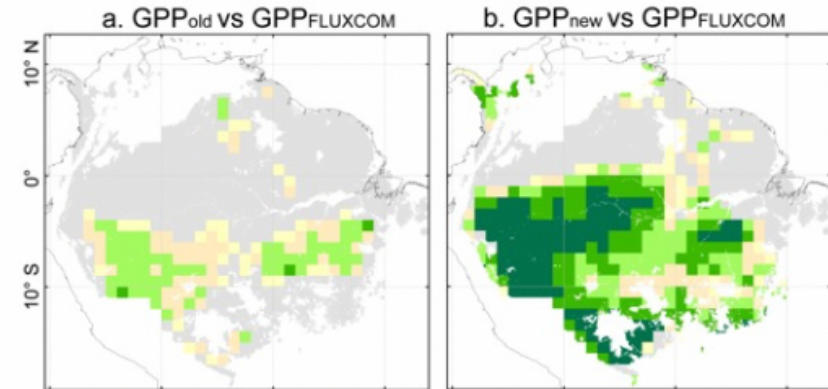 a. GPPold vs GPPFLUXCOM
b. GPPnew vs GPPFLUXCOM
10° N
0°
10° S